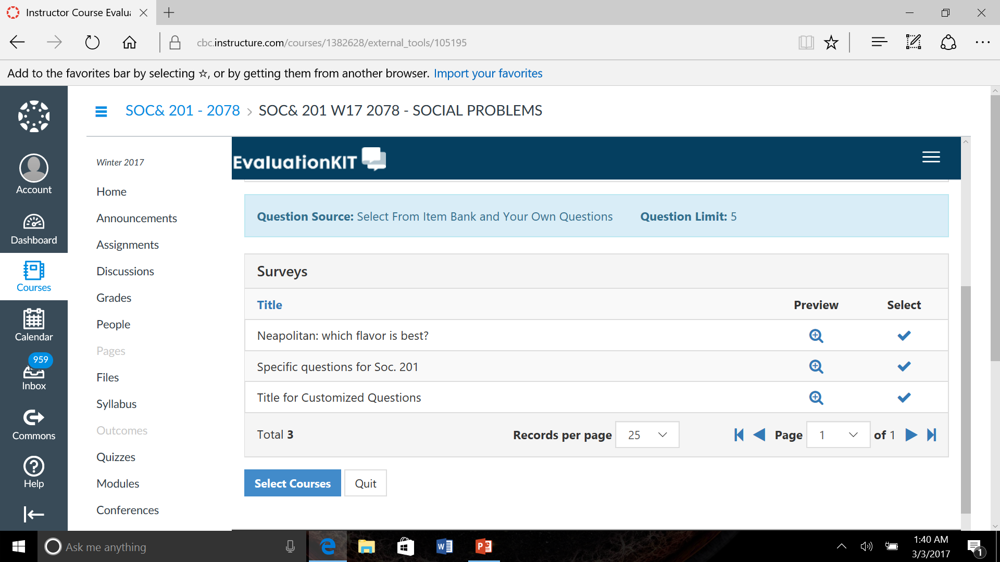 Instructor Course Evalu
cbc.instructure.com/courses/1382628/external_tools/105195
Add to the favorites bar by selecting ☆, or by getting them from another browser. Import your favorites
SOC& 201 - 2078 > SOC& 201 W17 2078 - SOCIAL PROBLEMS
Account
Dashboard
Courses
Calendar
959
Inbox
Commons
Help
Winter 2017
Home
Announcements
Assignments
Discussions
Grades
People
Pages
Files
Syllabus
Outcomes
Quizzes
Modules
Conferences
EvaluationKIT
Question Source: Select From Item Bank and Your Own Questions Question Limit: 5
Surveys
Title Preview Select
Neapolitan: which flavor is best?
Specific questions for Soc. 201
Title for Customized Questions
Total 3 Records per page 25 Page 1 of 1
Select Courses Quit
Ask me anything
1:40 AM
3/3/2017
1